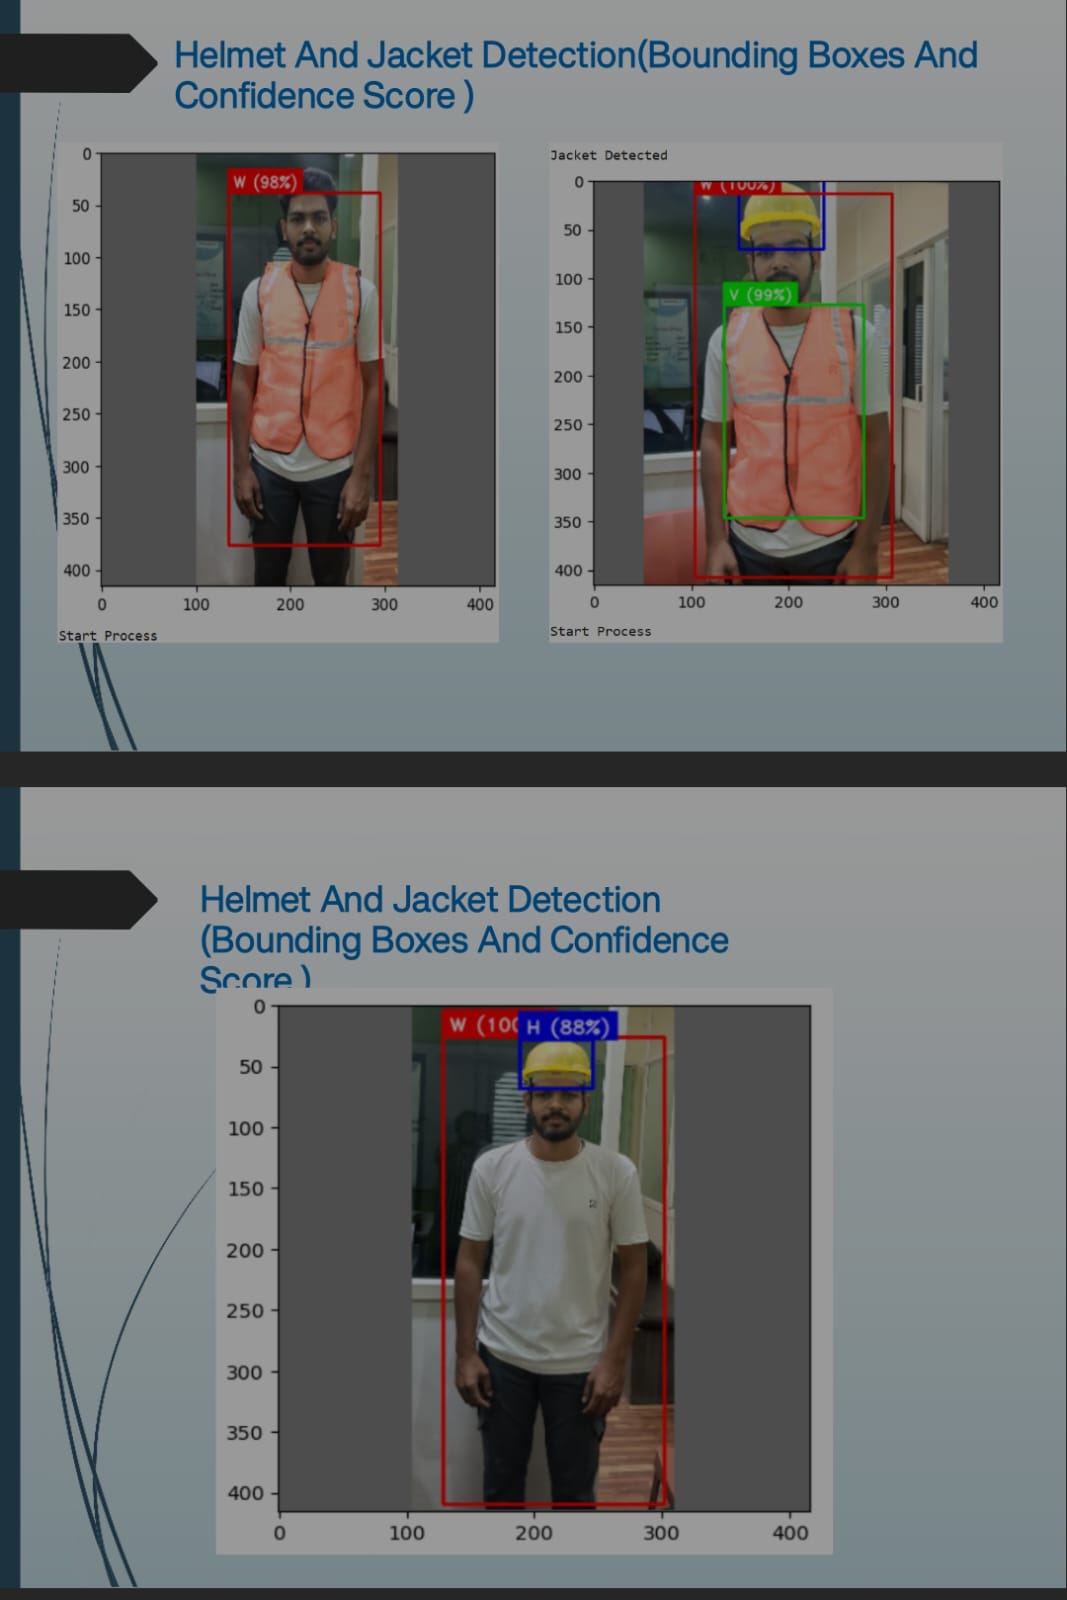 Helmet And Jacket Detection(Bounding Boxes And
Confidence Score )
W (98%)
0
50
100
150
200
250
300
350
400
0 100 200 300 400
Start Process
Jacket Detected
W (100%)
V (99%)
0
50
100
150
200
250
300
350
400
0 100 200 300 400
Start Process
Helmet And Jacket Detection
(Bounding Boxes And Confidence
Score )
W (100 H (88%)
0
50
100
150
200
250
300
350
400
0 100 200 300 400